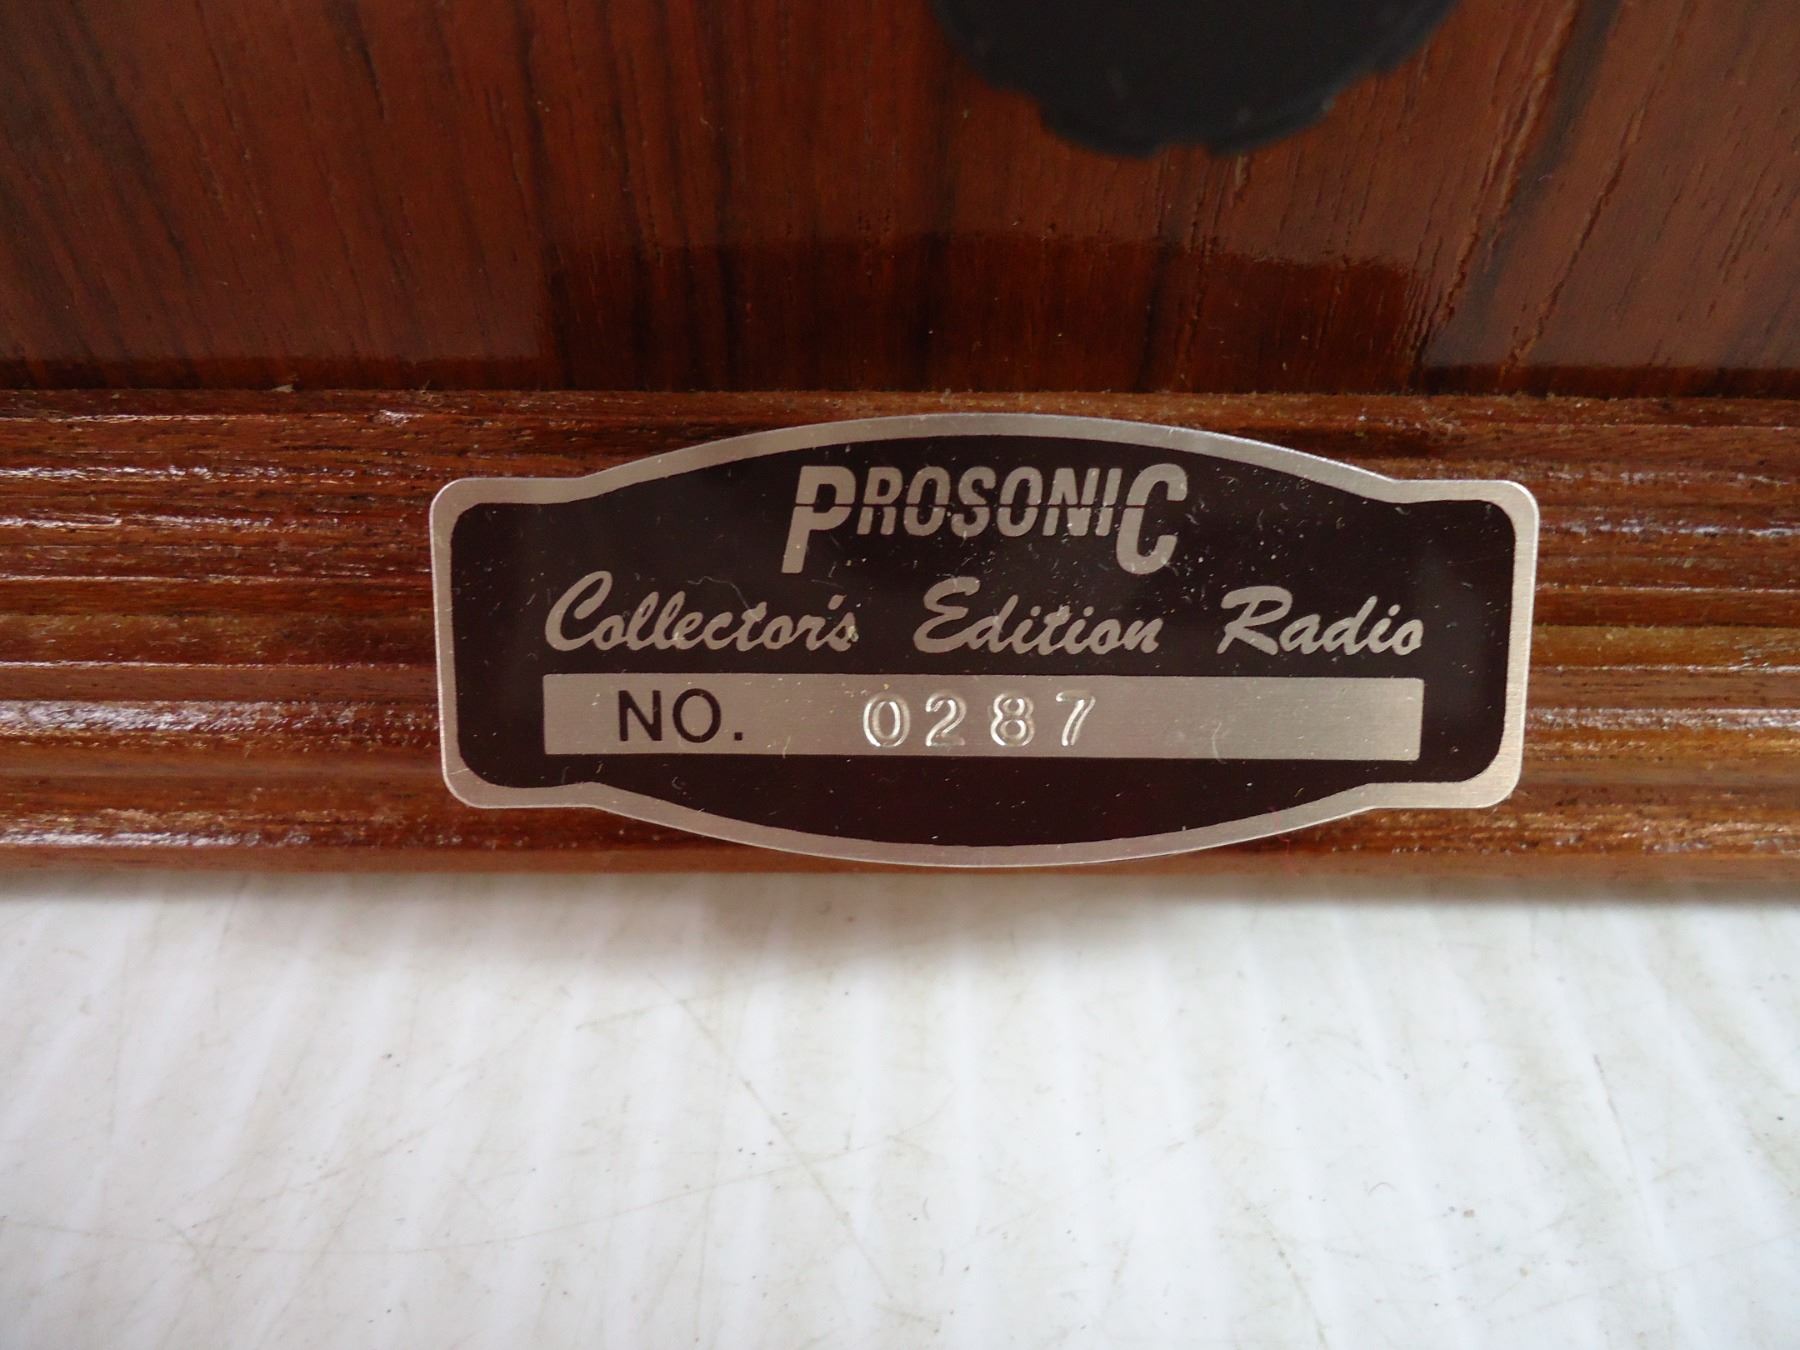 PROSONIC
Collector's Edition Radio
NO. 0287